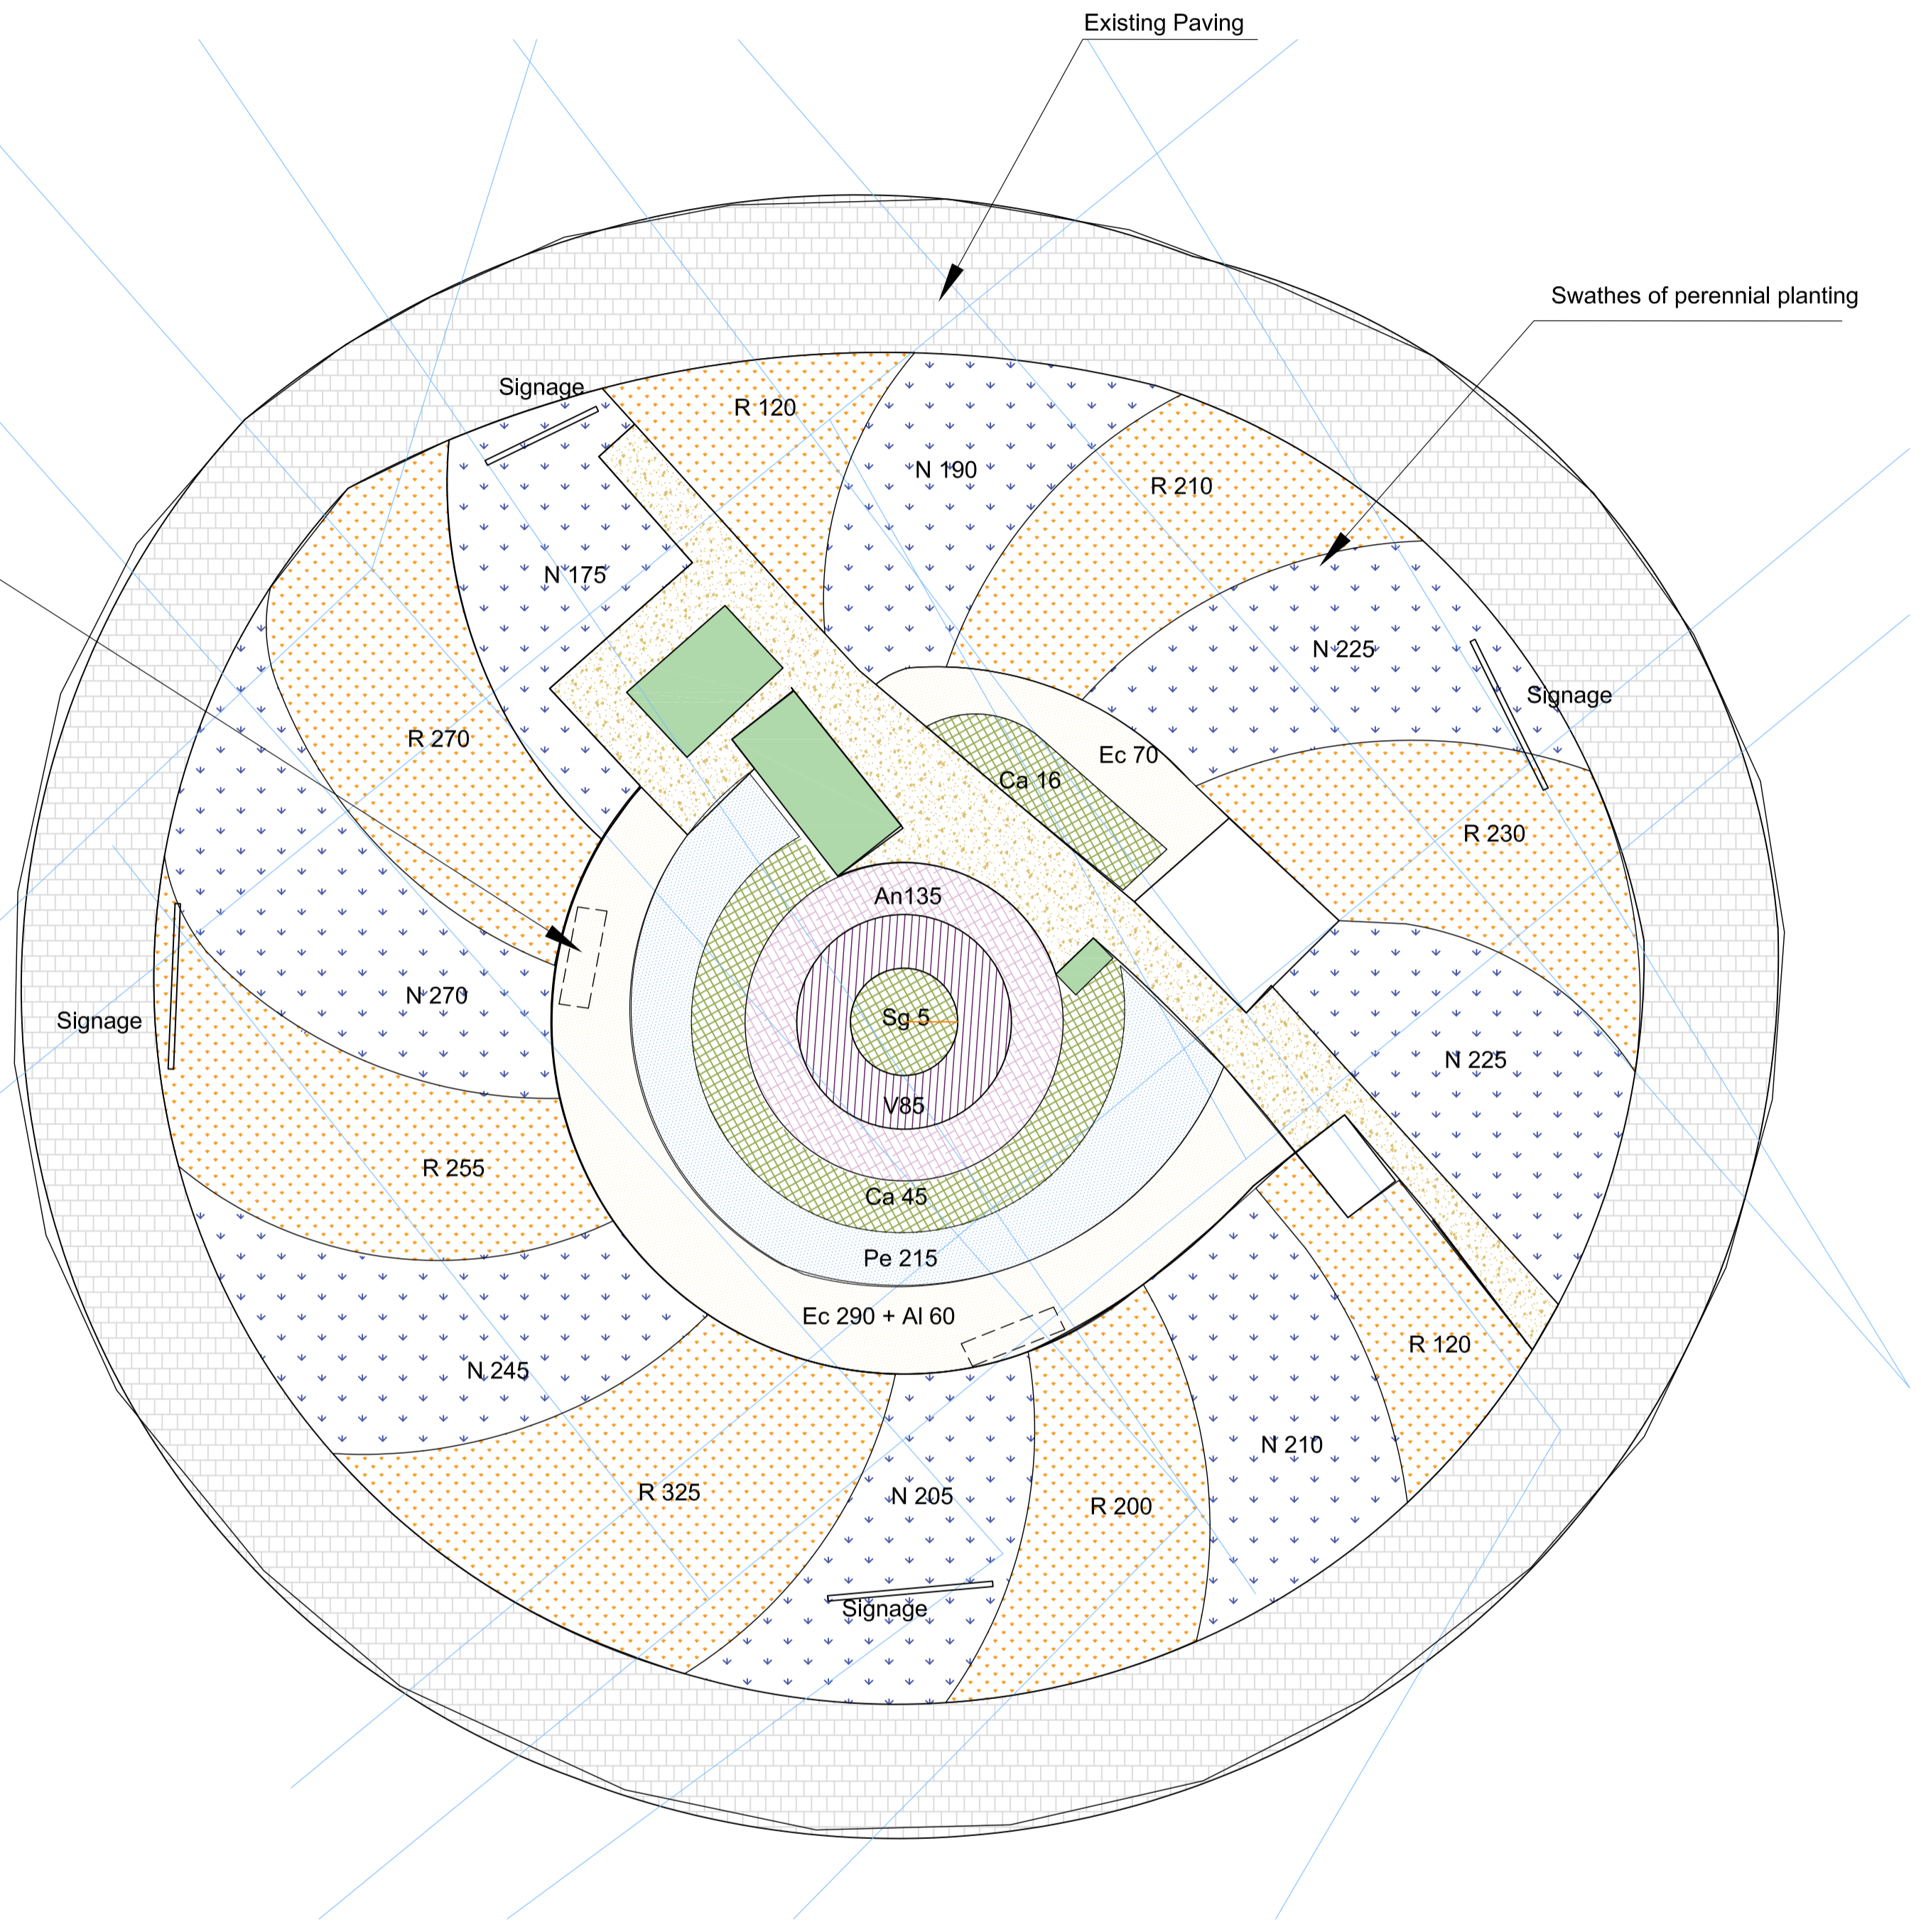 Existing Paving
Swathes of perennial planting
Signage
R 120
N 190
R 210
N 175
N 225
Signage
R 270
Ec 70
Ca 16
R 230
An135
N 270
Sg 5
Signage
N 225
V85
R 255
Ca 45
Pe 215
Ec 290 + Al 60
R 120
N 245
N 210
R 325
N 205
R 200
Signage